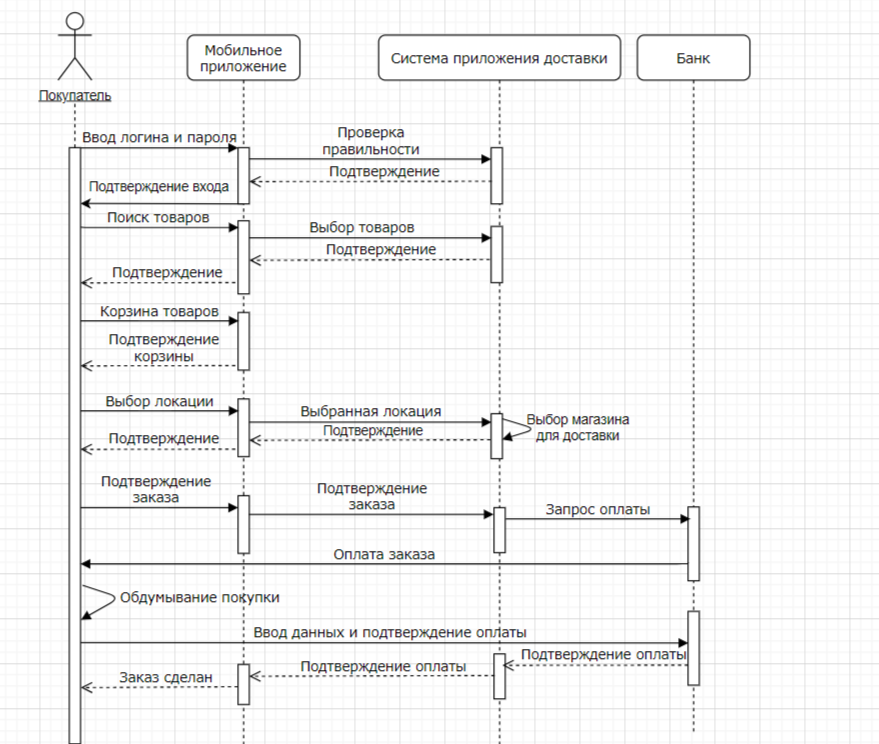 Мобильное
приложение
Система приложения доставки
Банк
Покупатель
Ввод логина и пароля
Проверка
правильности
Подтверждение
Подтверждение входа
Поиск товаров
Выбор товаров
Подтверждение
Подтверждение
Корзина товаров
Подтверждение
корзины
Выбор локации
Выбранная локация
Выбор магазина
для доставки
Подтверждение
Подтверждение
Подтверждение
заказа
Подтверждение
заказа
Запрос оплаты
Оплата заказа
Обдумывание покупки
Ввод данных и подтверждение оплаты
Подтверждение оплаты
Подтверждение оплаты
Заказ сделан